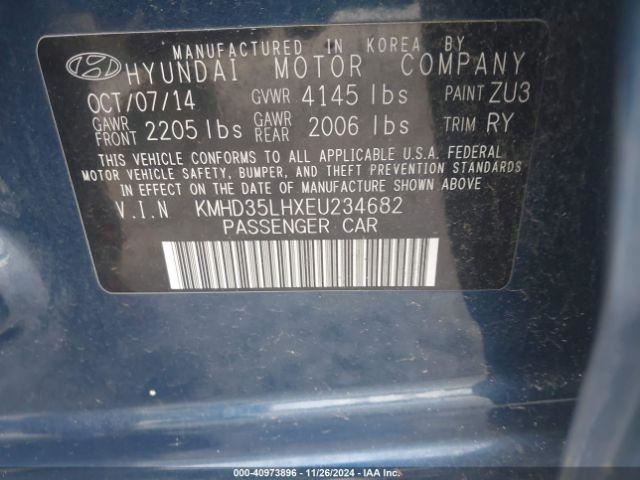 MANUFACTURED IN KOREA BY
HYUNDAI MOTOR COMPANY
OCT/07/14 GVWR 4145 lbs PAINT ZU3
GAWR FRONT 2205 lbs GAWR REAR 2006 lbs TRIM RY
THIS VEHICLE CONFORMS TO ALL APPLICABLE U.S.A. FEDERAL
MOTOR VEHICLE SAFETY, BUMPER, AND THEFT PREVENTION STANDARDS
IN EFFECT ON THE DATE OF MANUFACTURE SHOWN ABOVE.
V.I.N KMHD35LHXEU234682
PASSENGER CAR
000-40973896 - 11/26/2024 - IAA Inc.